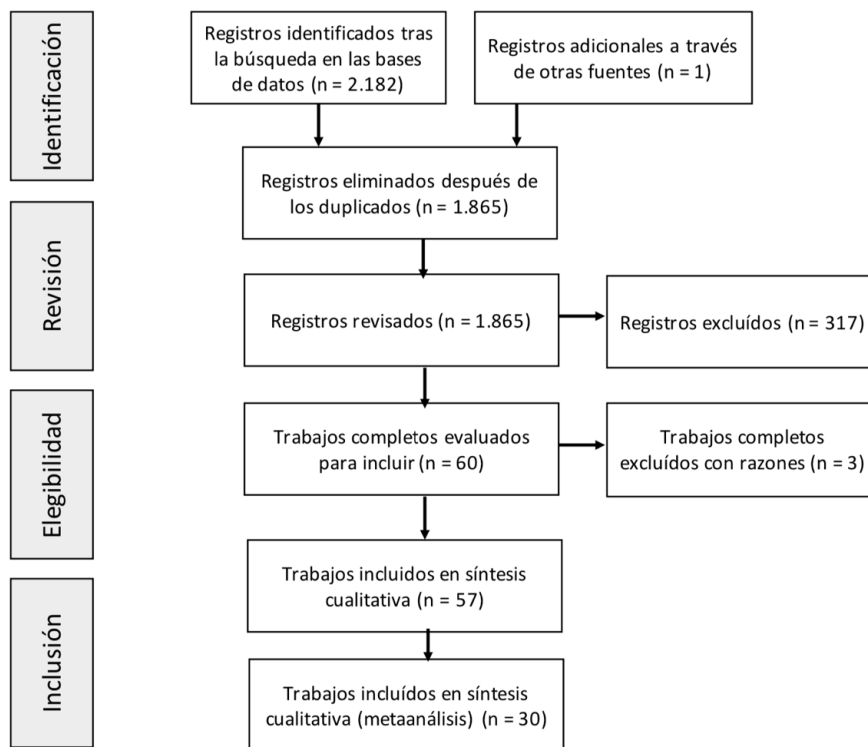 Identificación
Registros identificados tras
la búsqueda en las bases
de datos (n = 2.182)
Registros adicionales a través
de otras fuentes (n = 1)
Registros eliminados después de
los duplicados (n = 1.865)
Revisión
Registros revisados (n = 1.865)
Registros excluídos (n = 317)
Elegibilidad
Trabajos completos evaluados
para incluir (n = 60)
Trabajos completos
excluídos con razones (n = 3)
Trabajos incluidos en síntesis
cualitativa (n = 57)
Inclusión
Trabajos incluídos en síntesis
cualitativa (metaanálisis) (n = 30)